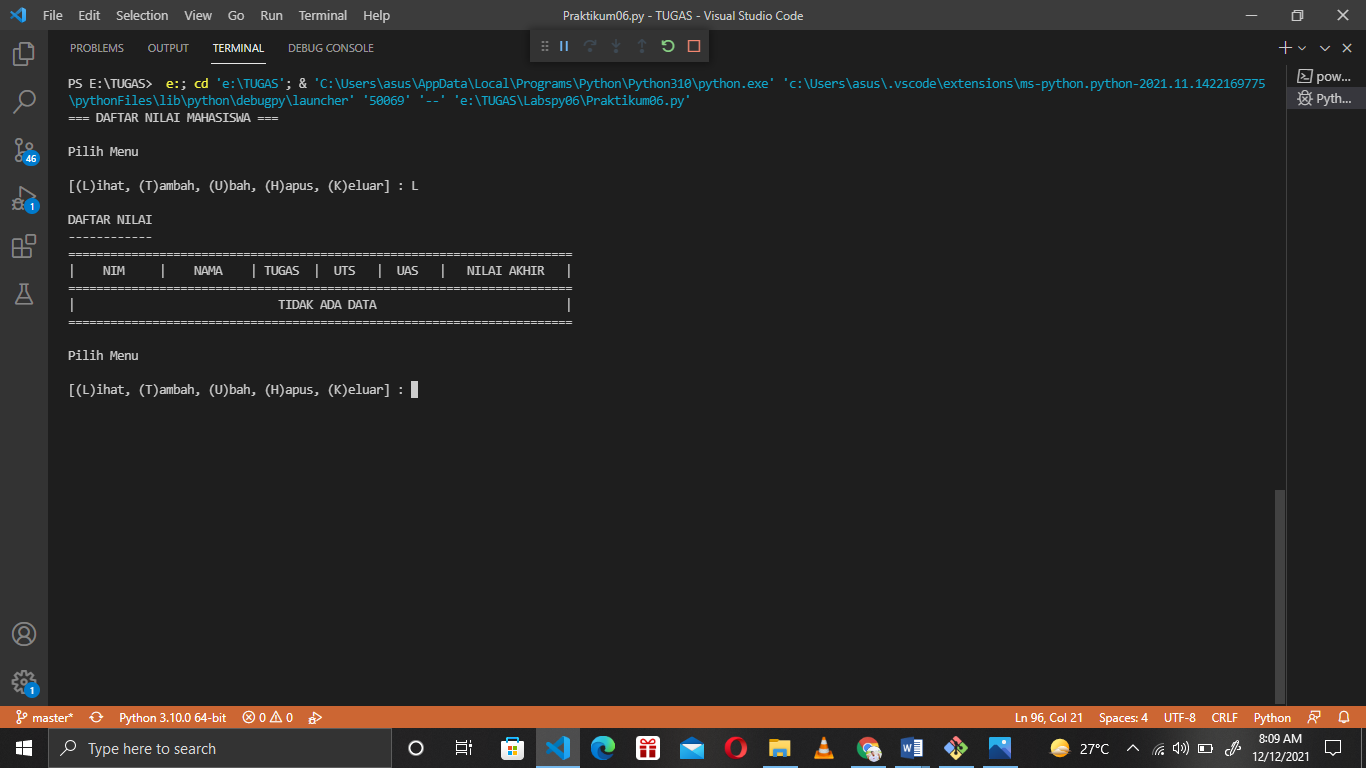 File Edit Selection View Go Run Terminal Help
Praktikum06.py - TUGAS - Visual Studio Code
PROBLEMS OUTPUT TERMINAL DEBUG CONSOLE
PS E:\TUGAS>  e:; cd 'e:\TUGAS'; & 'C:\Users\asus\AppData\Local\Programs\Python\Python310\python.exe' 'c:\Users\asus\.vscode\extensions\ms-python.python-2021.11.1422169775
\pythonFiles\lib\python\debugpy\launcher' '50069' '--' 'e:\TUGAS\Labspy06\Praktikum06.py'
=== DAFTAR NILAI MAHASISWA ===
Pilih Menu
[(L)ihat, (T)ambah, (U)bah, (H)apus, (K)eluar] : L
DAFTAR NILAI
------------
========================================================================
|    NIM     |    NAMA    | TUGAS  |  UTS   |  UAS   |   NILAI AKHIR   |
========================================================================
|                             TIDAK ADA DATA                           |
========================================================================
Pilih Menu
[(L)ihat, (T)ambah, (U)bah, (H)apus, (K)eluar] :
pow...
Pyth...
46
1
1
master* Python 3.10.0 64-bit 0 0 Ln 96, Col 21 Spaces: 4 UTF-8 CRLF Python
Type here to search
27°C
8:09 AM
12/12/2021